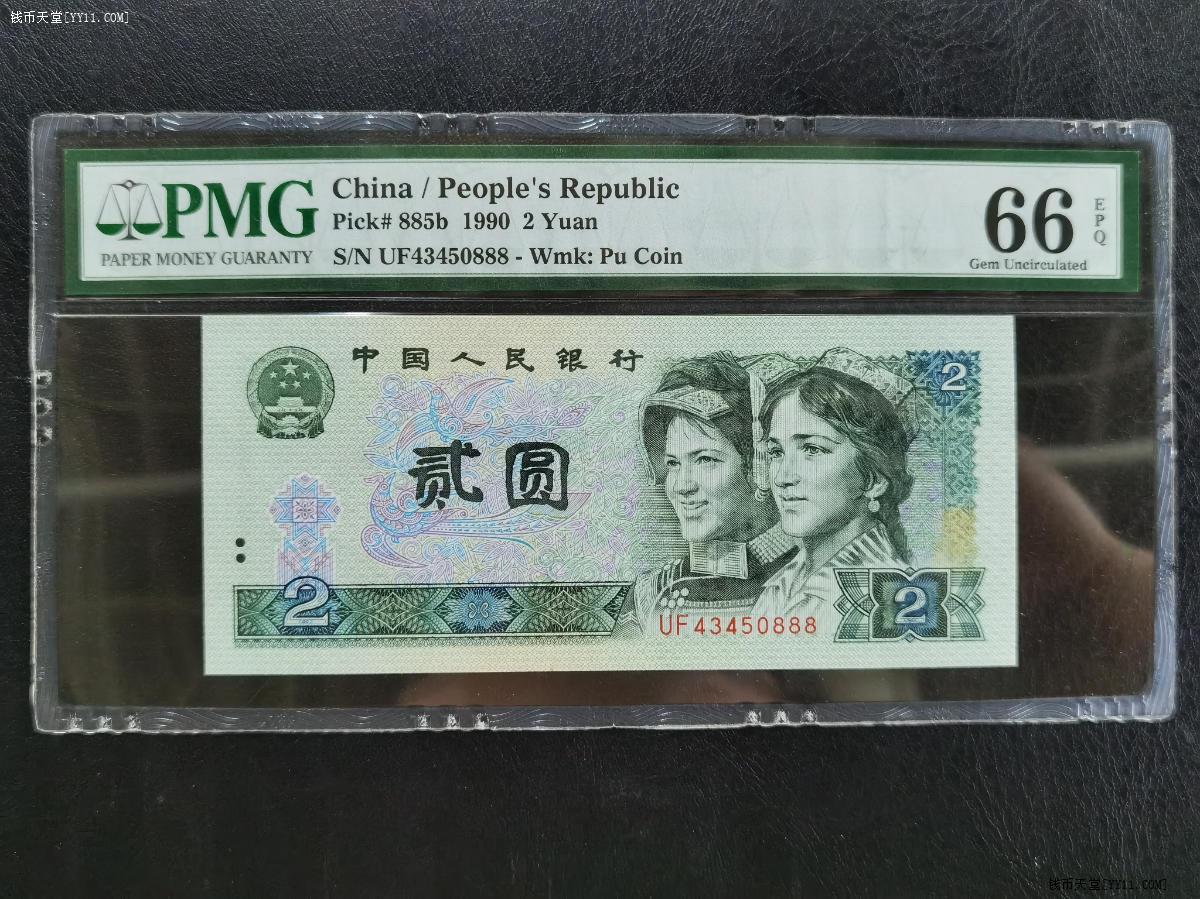 钱币天堂[YY11.COM]
PMG
PAPER MONEY GUARANTY
China / People's Republic
Pick# 885b 1990 2 Yuan
S/N UF43450888 - Wmk: Pu Coin
66
EPQ
Gem Uncirculated
中国人民银行
2
贰圆
2
UF43450888
2
钱币天堂[YY11.COM]